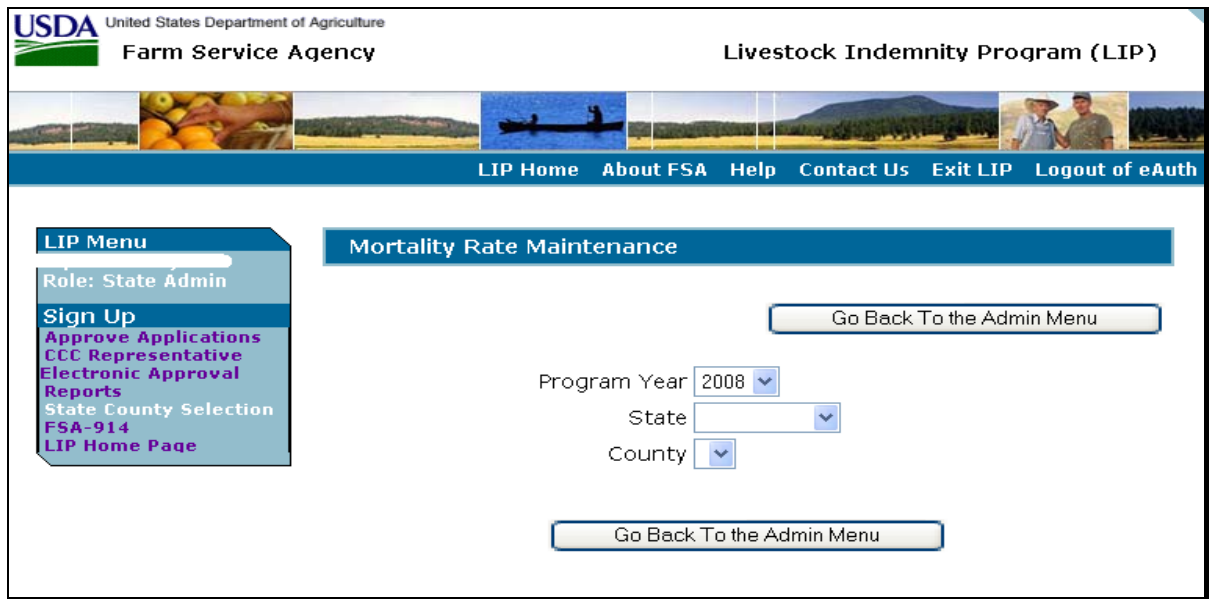 USDA United States Department of Agriculture
Farm Service Agency
Livestock Indemnity Program (LIP)
LIP Home About FSA Help Contact Us Exit LIP Logout of eAuth
LIP Menu
Role: State Admin
Sign Up
Approve Applications
CCC Representative
Electronic Approval
Reports
State County Selection
FSA-914
LIP Home Page
Mortality Rate Maintenance
Go Back To the Admin Menu
Program Year 2008
State
County
Go Back To the Admin Menu